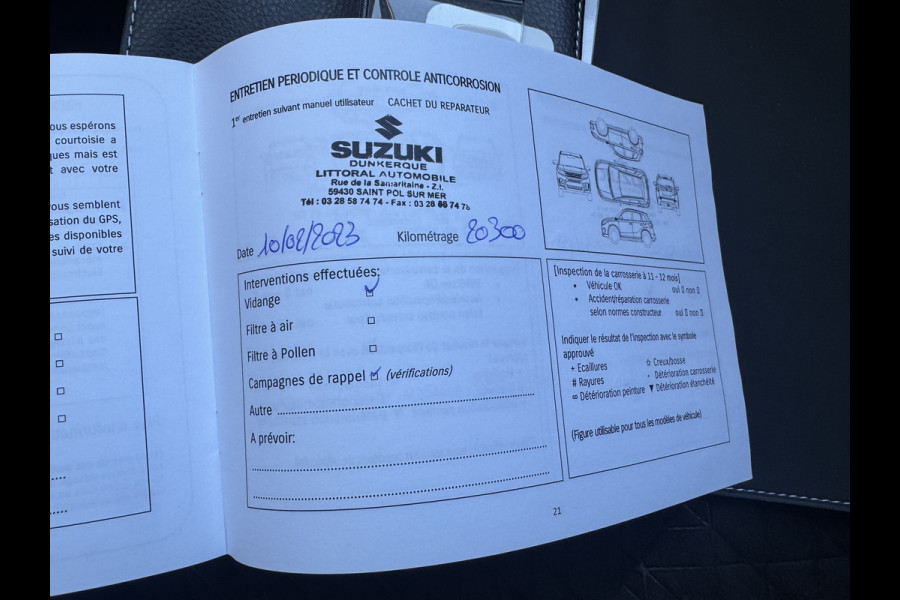 ous espérons
courtoisie a
ques mais est
t avec votre
vous semblent
sation du GPS,
es disponibles
suivi de votre
ENTRETIEN PERIODIQUE ET CONTROLE ANTICORROSION
1er entretien suivant manuel utilisateur CACHET DU REPARATEUR
SUZUKI
DUNKERQUE
LITTORAL AUTOMOBILE
Rue de la Samaritaine - Z.I.
59430 SAINT POL SUR MER
Tél : 03 28 58 74 74 - Fax : 03 28 58 74 75
Date 10/02/2023 Kilométrage 20300
Interventions effectuées:
Vidange
Filtre à air
Filtre à Pollen
Campagnes de rappel (vérifications)
Autre
A prévoir:
[Inspection de la carrosserie à 11 - 12 mois]
• Véhicule OK oui non
• Accident/réparation carrosserie
selon normes constructeur oui non
Indiquer le résultat de l'inspection avec le symbole
approuvé
+ Ecaillures ☆ Creux/bosse
# Rayures Détérioration carrosserie
∞ Détérioration peinture ▼ Détérioration étanchéité
(Figure utilisable pour tous les modèles de véhicule)
21